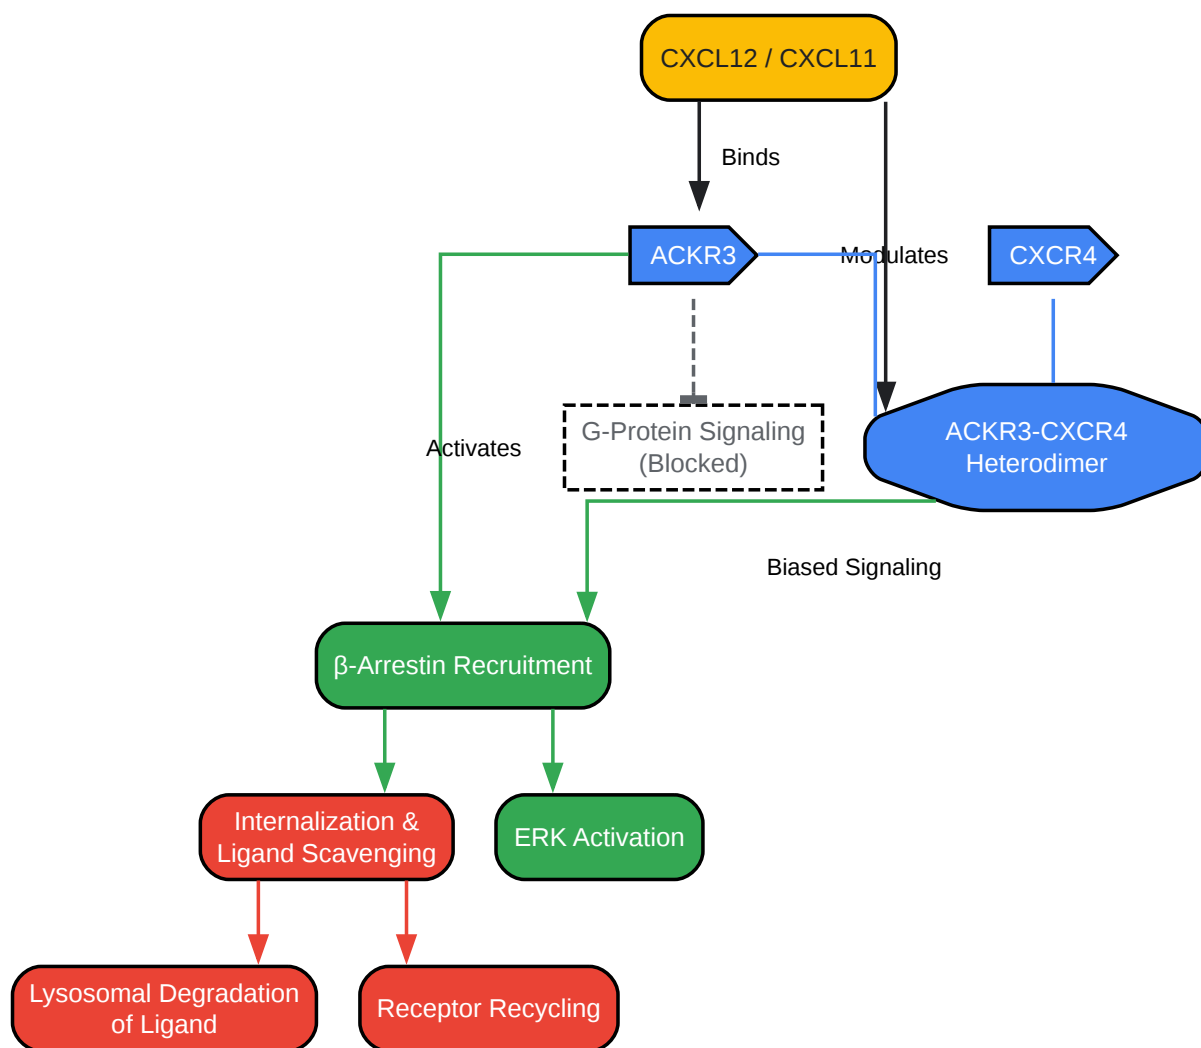 CXCL12 / CXCL11
Binds
ACKR3
Modulates
CXCR4
G-Protein Signaling
(Blocked)
ACKR3-CXCR4
Heterodimer
Activates
Biased Signaling
β-Arrestin Recruitment
Internalization &
Ligand Scavenging
ERK Activation
Lysosomal Degradation
of Ligand
Receptor Recycling